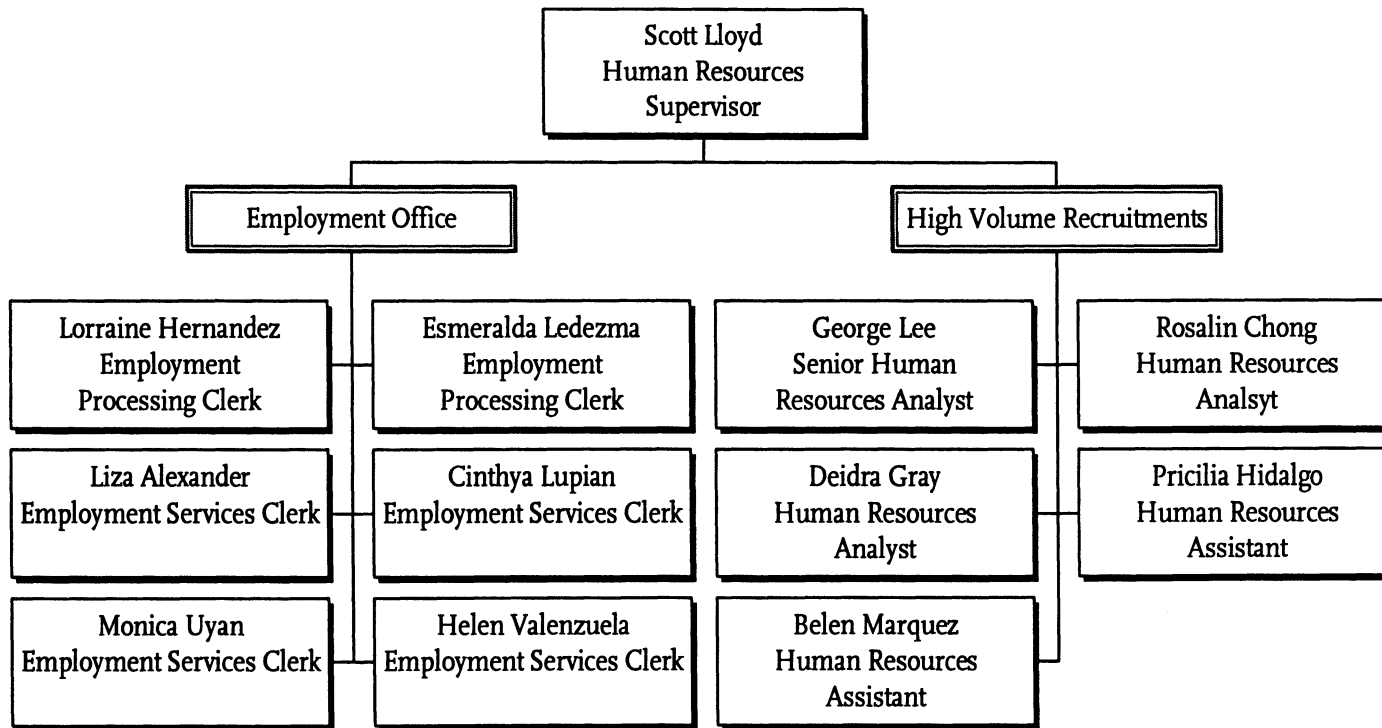 Scott Lloyd
Human Resources
Supervisor
Employment Office
High Volume Recruitments
Lorraine Hernandez
Employment
Processing Clerk
Esmeralda Ledezma
Employment
Processing Clerk
George Lee
Senior Human
Resources Analyst
Rosalin Chong
Human Resources
Analsyt
Liza Alexander
Employment Services Clerk
Cinthya Lupian
Employment Services Clerk
Deidra Gray
Human Resources
Analyst
Pricilia Hidalgo
Human Resources
Assistant
Monica Uyan
Employment Services Clerk
Helen Valenzuela
Employment Services Clerk
Belen Marquez
Human Resources
Assistant